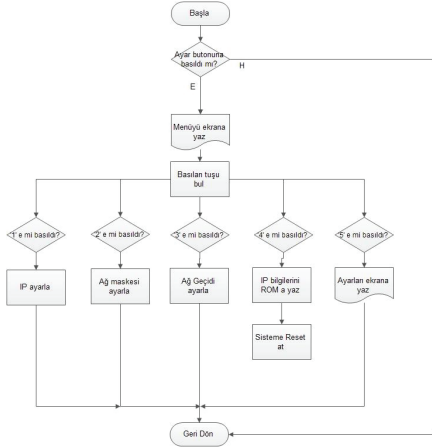 Başla
Ayar butonuna
basıldı mı?
H
E
Menüyü ekrana
yaz
Basılan tuşu
bul
'1' e mi basıldı?
'2' e mi basıldı?
'3' e mi basıldı?
'4' e mi basıldı?
'5' e mi basıldı?
IP ayarla
Ağ maskesi
ayarla
Ağ Geçidi
ayarla
IP bilgilerini
ROM a yaz
Ayarları ekrana
yaz
Sisteme Reset
at
Geri Dön